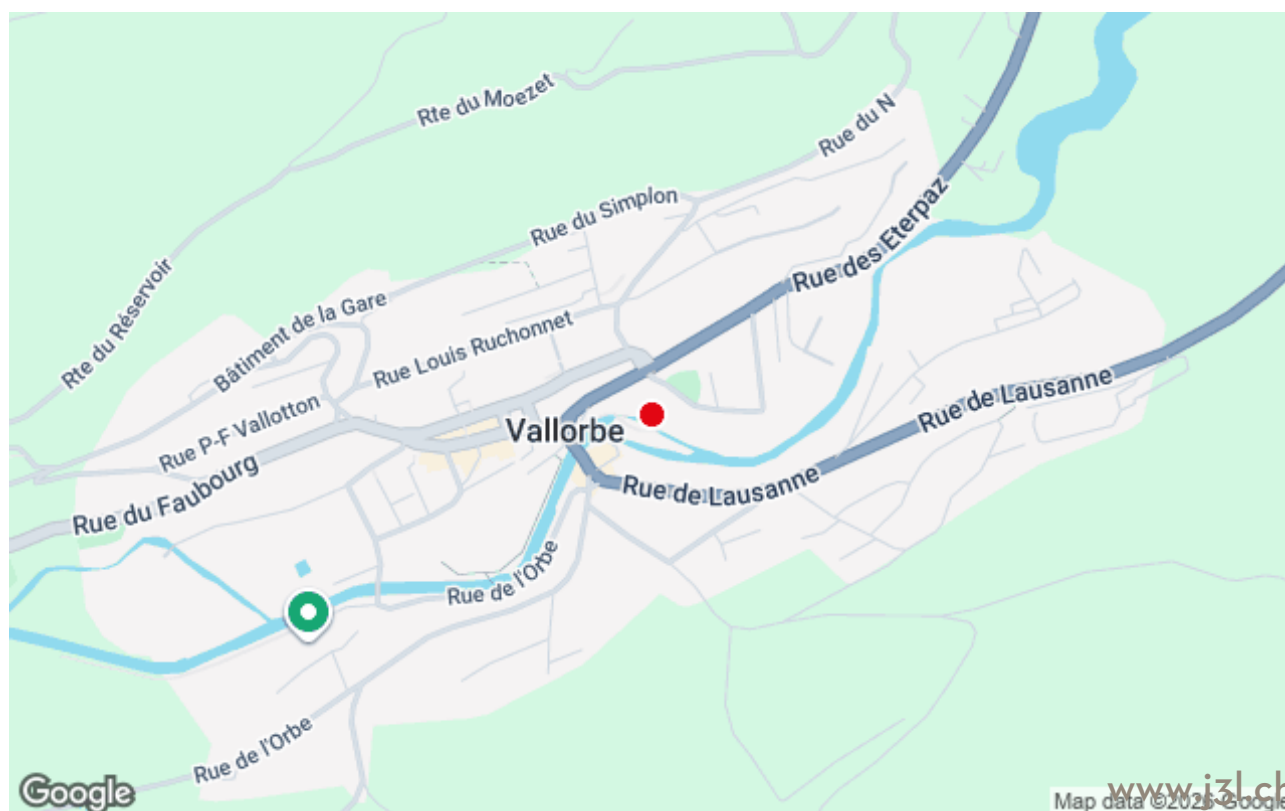 Rte du Moezet
Rue du N
Rue du Simplon
Rue des Eterpaz
Rte du Réservoir
Bâtiment de la Gare
Rue Louis Ruchonnet
Rue P-F Vallotton
Vallorbe
Rue de Lausanne
Rue du Faubourg
Rue de Lausanne
Rue de l'Orbe
Rue de l'Orbe
Google
www.j3l.ch
Map data ©2026 Google